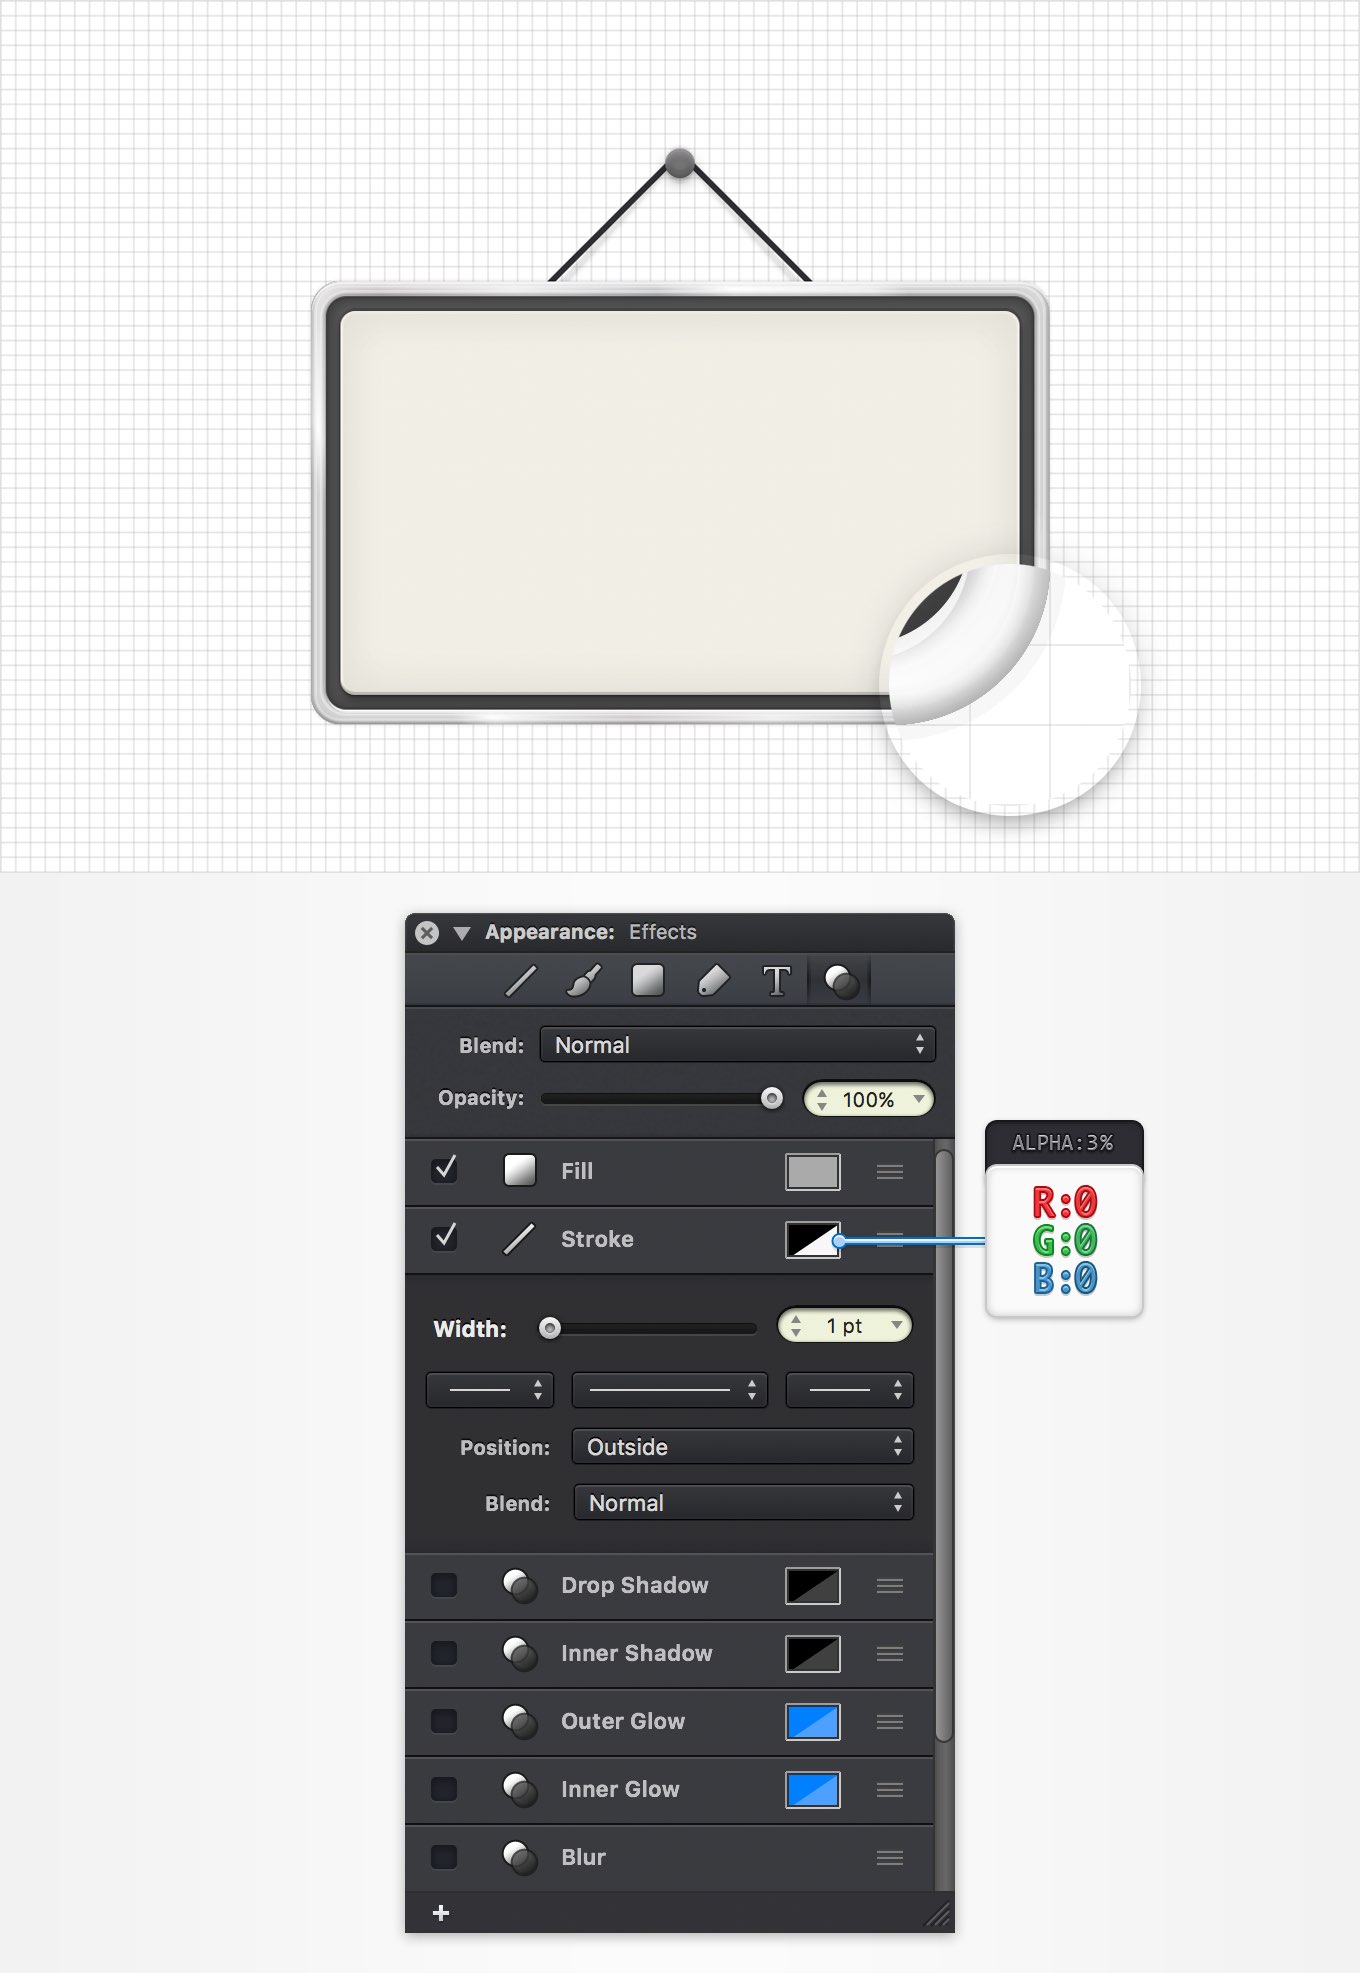 Appearance: Effects
T
Blend: Normal
Opacity: 100%
ALPHA:3%
Fill
R:0
Stroke
G:0
B:0
Width: 1 pt
Position: Outside
Blend: Normal
Drop Shadow
Inner Shadow
Outer Glow
Inner Glow
Blur